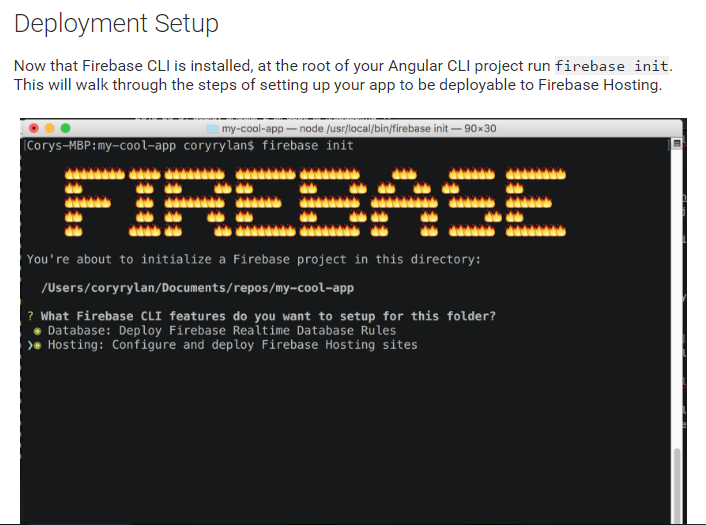 Deployment Setup
Now that Firebase CLI is installed, at the root of your Angular CLI project run firebase init.
This will walk through the steps of setting up your app to be deployable to Firebase Hosting.
my-cool-app — node /usr/local/bin/firebase init — 90×30
[Corys-MBP:my-cool-app coryrylan$ firebase init ]
FIREBASE
You're about to initialize a Firebase project in this directory:
/Users/coryrylan/Documents/repos/my-cool-app
? What Firebase CLI features do you want to setup for this folder?
◉ Database: Deploy Firebase Realtime Database Rules
❯◉ Hosting: Configure and deploy Firebase Hosting sites